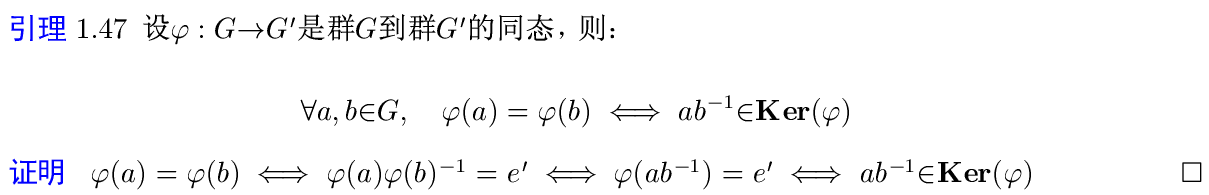 引理 1.47 设φ : G→G′是群G到群G′的同态，则：
∀a, b∈G, φ(a) = φ(b) ⟺ ab⁻¹∈Ker(φ)
证明 φ(a) = φ(b) ⟺ φ(a)φ(b)⁻¹ = e′ ⟺ φ(ab⁻¹) = e′ ⟺ ab⁻¹∈Ker(φ) □